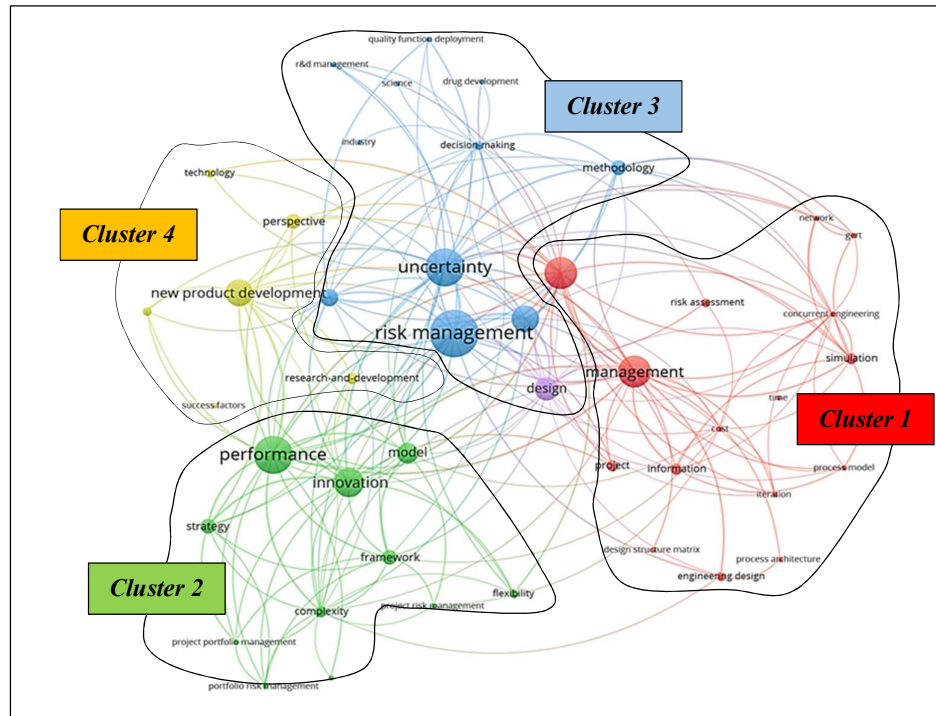 quality function deployment
r&d management
science
drug development
Cluster 3
industry
decision-making
methodology
technology
Cluster 4
perspective
network
gert
uncertainty
new product development
risk assessment
concurrent engineering
risk management
simulation
research-and-development
management
design
success factors
time
Cluster 1
cost
performance
model
innovation
project
information
process model
iteration
strategy
framework
design structure matrix
process architecture
engineering design
Cluster 2
complexity
project risk management
flexibility
project portfolio management
portfolio risk management